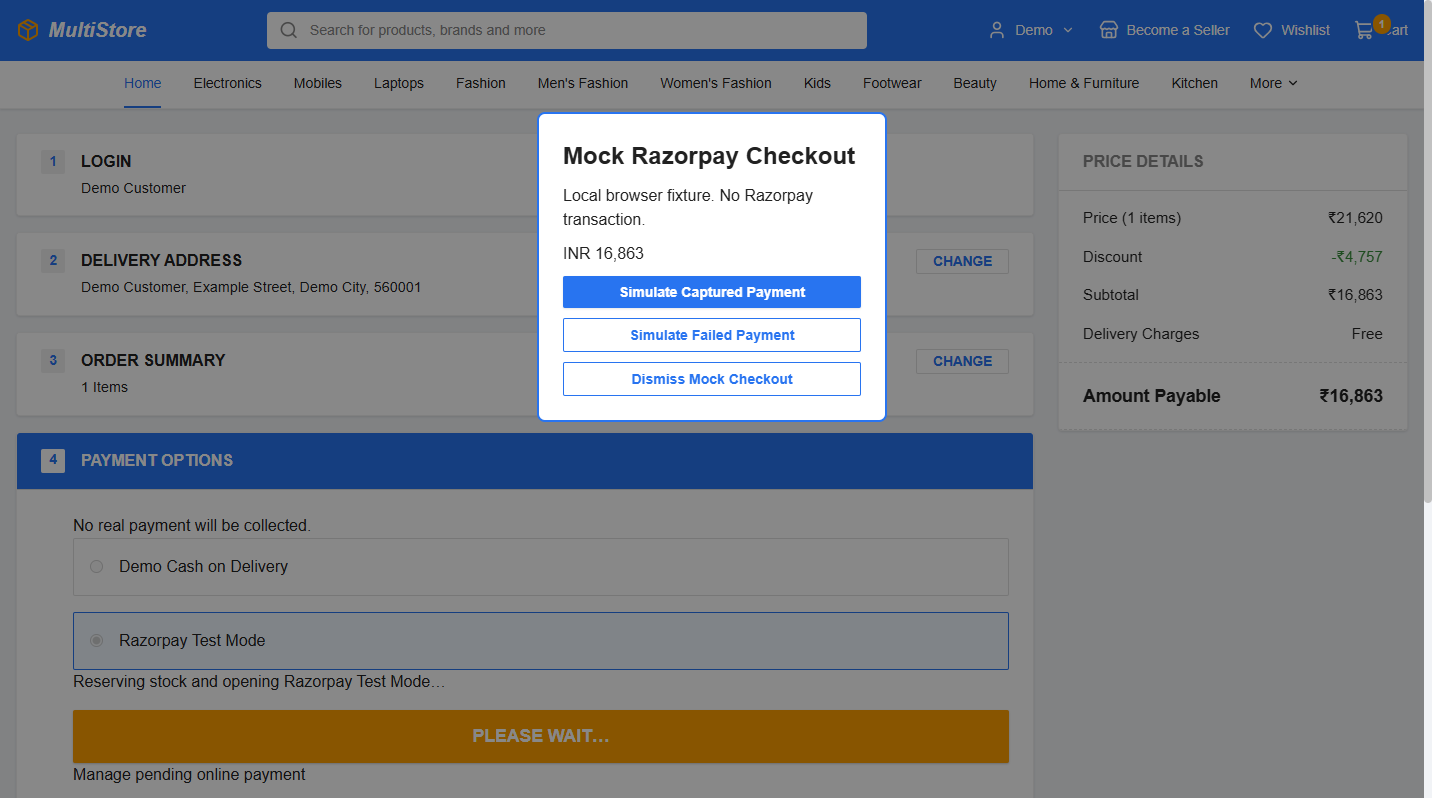 MultiStore
Search for products, brands and more
Demo
Become a Seller
Wishlist
1
art
Home
Electronics
Mobiles
Laptops
Fashion
Men's Fashion
Women's Fashion
Kids
Footwear
Beauty
Home & Furniture
Kitchen
More
1
LOGIN
Demo Customer
2
DELIVERY ADDRESS
Demo Customer, Example Street, Demo City, 560001
CHANGE
3
ORDER SUMMARY
1 Items
CHANGE
Mock Razorpay Checkout
Local browser fixture. No Razorpay
transaction.
INR 16,863
Simulate Captured Payment
Simulate Failed Payment
Dismiss Mock Checkout
4
PAYMENT OPTIONS
No real payment will be collected.
Demo Cash on Delivery
Razorpay Test Mode
Reserving stock and opening Razorpay Test Mode…
PLEASE WAIT…
Manage pending online payment
PRICE DETAILS
Price (1 items) ₹21,620
Discount -₹4,757
Subtotal ₹16,863
Delivery Charges Free
Amount Payable ₹16,863